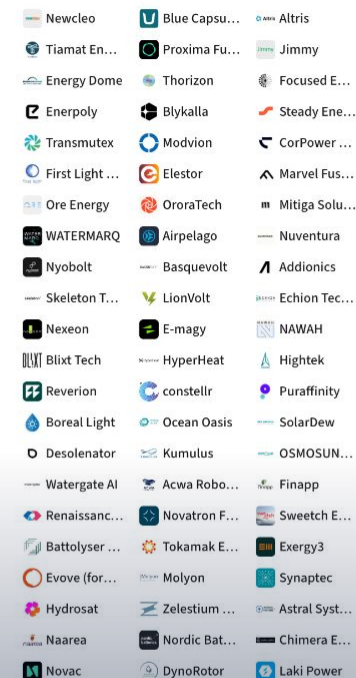 Newcleo Blue Capsu... Altris
Tiamat En... Proxima Fu... Jimmy
Energy Dome Thorizon Focused E...
Enerpoly Blykalla Steady Ene...
Transmutex Modvion CorPower ...
First Light ... Elestor Marvel Fus...
Ore Energy OroraTech Mitiga Solu...
WATERMARQ Airpelago Nuventura
Nyobolt Basquevolt Addionics
Skeleton T... LionVolt Echion Tec...
Nexeon E-magy NAWAH
Blixt Tech HyperHeat Hightek
Reverion constellr Puraffinity
Boreal Light Ocean Oasis SolarDew
Desolenator Kumulus OSMOSUN...
Watergate AI Acwa Robo... Finapp
Renaissanc... Novatron F... Sweetch E...
Battolyser ... Tokamak E... Exergy3
Evove (for... Molyon Synaptec
Hydrosat Zelestium ... Astral Syst...
Naarea Nordic Bat... Chimera E...
Novac DynoRotor Laki Power